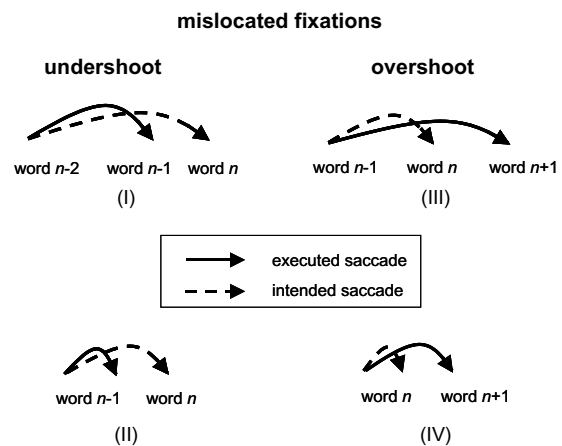 mislocated fixations
undershoot overshoot
word n-2 word n-1 word n word n-1 word n word n+1
(I) (III)
executed saccade
intended saccade
word n-1 word n word n word n+1
(II) (IV)